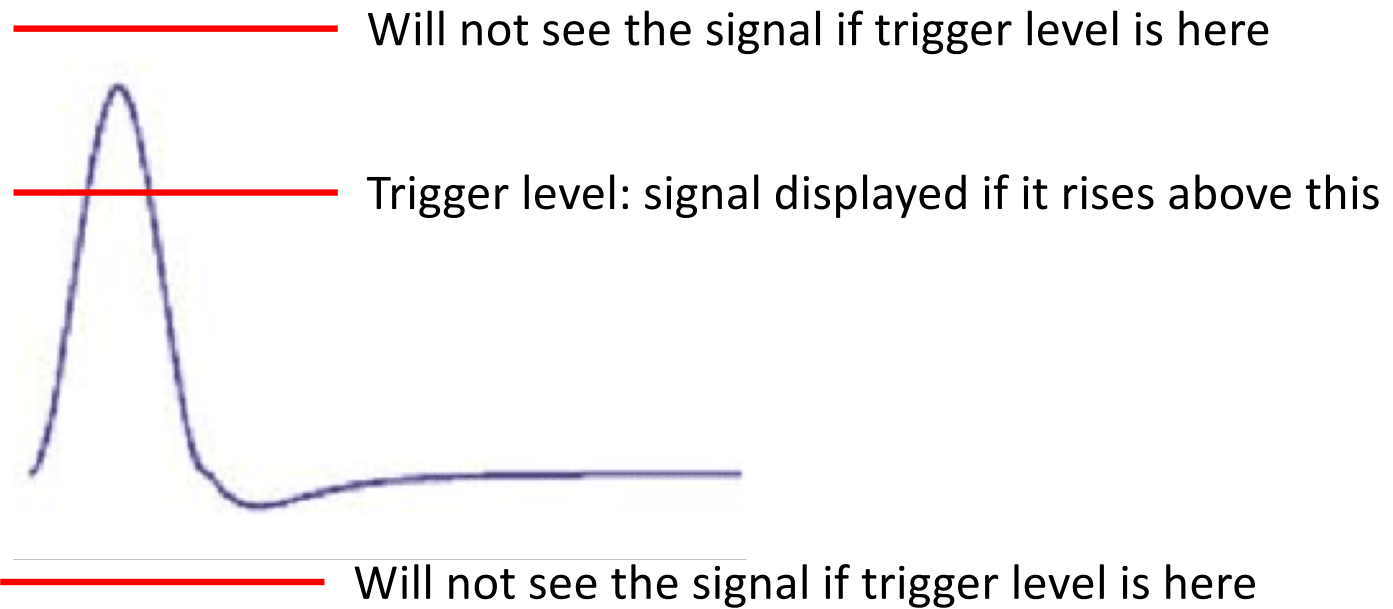 Will not see the signal if trigger level is here
Trigger level: signal displayed if it rises above this
Will not see the signal if trigger level is here